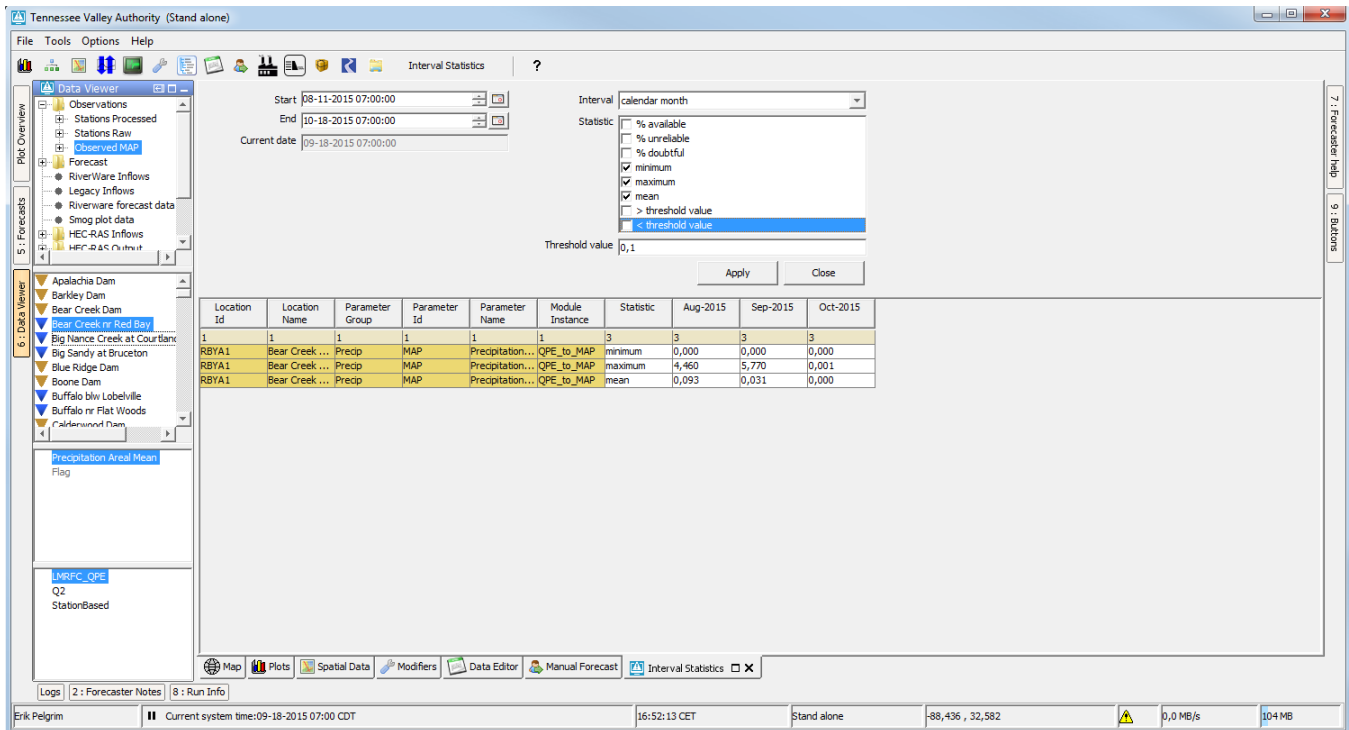 Tennessee Valley Authority (Stand alone)
File Tools Options Help
Interval Statistics ?
Plot Overview
5 : Forecasts
6 : Data Viewer
Data Viewer
Observations
Stations Processed
Stations Raw
Observed MAP
Forecast
RiverWare Inflows
Legacy Inflows
Riverware forecast data
Smog plot data
HEC-RAS Inflows
HEC-RAS Output
Apalachia Dam
Barkley Dam
Bear Creek Dam
Bear Creek nr Red Bay
Big Nance Creek at Courtland
Big Sandy at Bruceton
Blue Ridge Dam
Boone Dam
Buffalo blw Lobelville
Buffalo nr Flat Woods
Calderwood Dam
Precipitation Areal Mean
Flag
LMRFC_QPE
Q2
StationBased
Start 08-11-2015 07:00:00
End 10-18-2015 07:00:00
Current date 09-18-2015 07:00:00
Interval calendar month
Statistic
% available
% unreliable
% doubtful
minimum
maximum
mean
> threshold value
< threshold value
Threshold value 0,1
Apply Close
Location Id Location Name Parameter Group Parameter Id Parameter Name Module Instance Statistic Aug-2015 Sep-2015 Oct-2015
1 1 1 1 1 1 3 3 3 3
RBYA1 Bear Creek ... Precip MAP Precipitation... QPE_to_MAP minimum 0,000 0,000 0,000
RBYA1 Bear Creek ... Precip MAP Precipitation... QPE_to_MAP maximum 4,460 5,770 0,001
RBYA1 Bear Creek ... Precip MAP Precipitation... QPE_to_MAP mean 0,093 0,031 0,000
7 : Forecaster help
9 : Buttons
Map Plots Spatial Data Modifiers Data Editor Manual Forecast Interval Statistics
Logs 2 : Forecaster Notes 8 : Run Info
Erik Pelgrim Current system time:09-18-2015 07:00 CDT 16:52:13 CET Stand alone -88,436 , 32,582 0,0 MB/s 104 MB